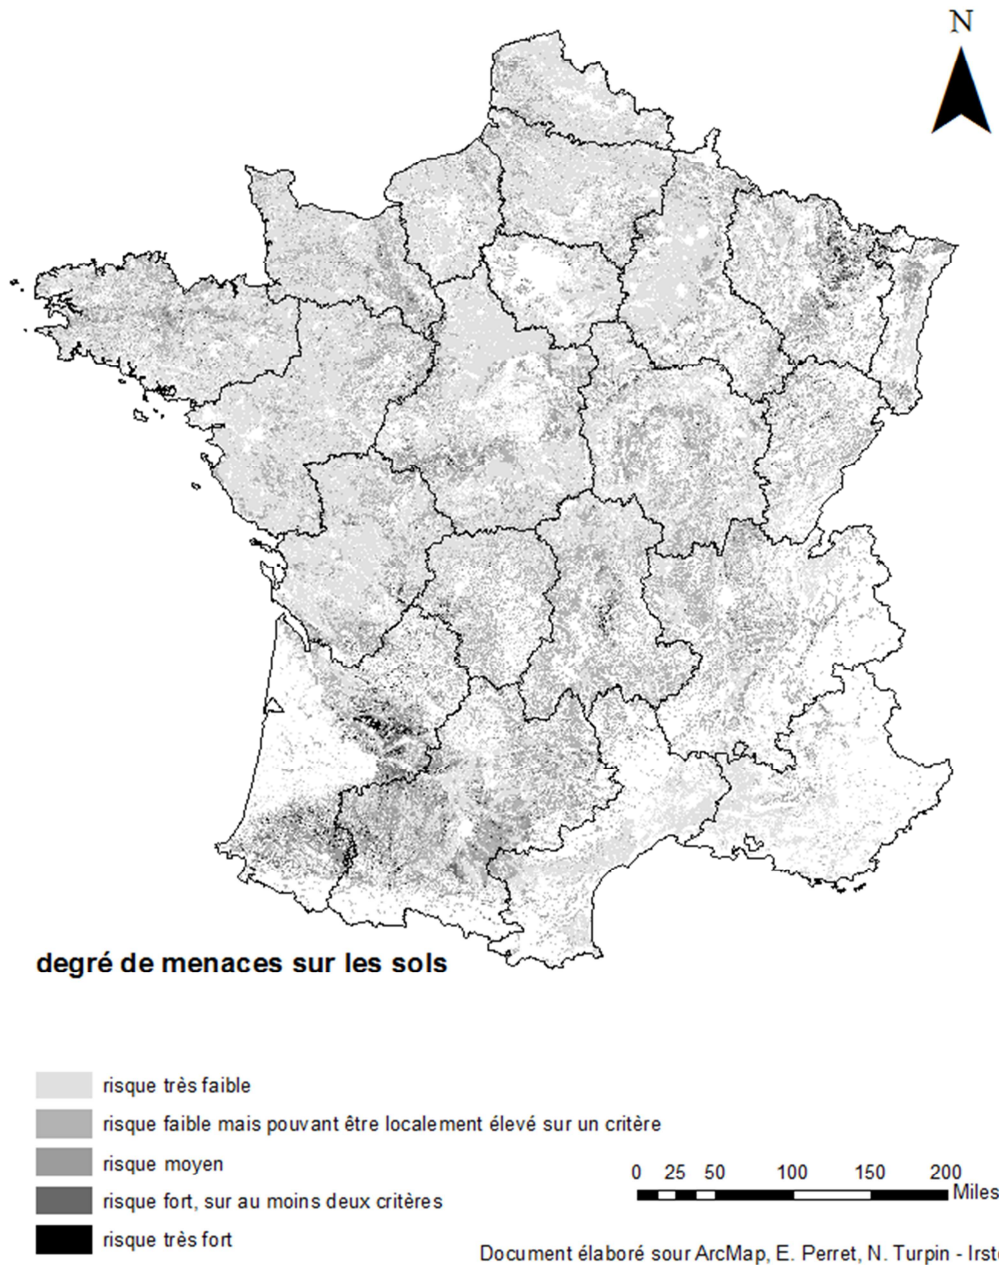 N
degré de menaces sur les sols
risque très faible
risque faible mais pouvant être localement élevé sur un critère
risque moyen
risque fort, sur au moins deux critères
risque très fort
0 25 50 100 150 200
Miles
Document élaboré sour ArcMap, E. Perret, N. Turpin - Irste